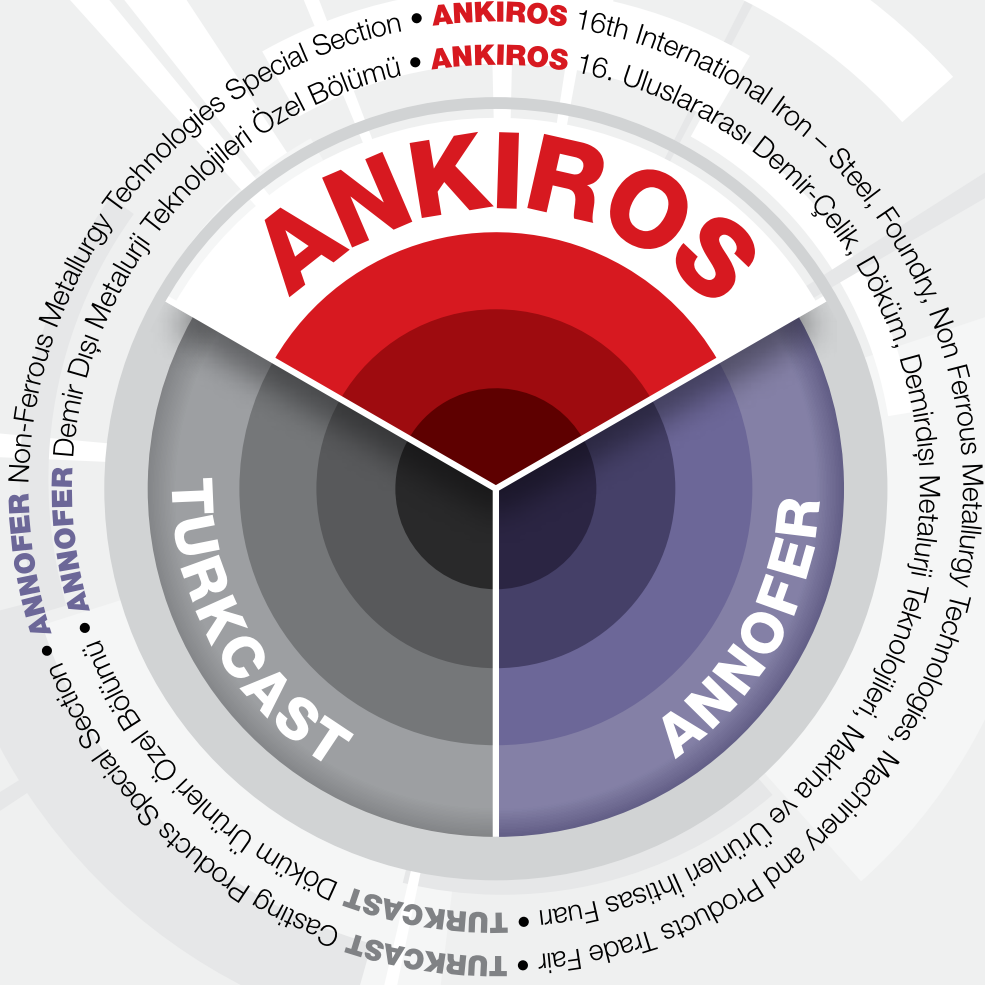 ANKIROS 16th International Iron – Steel, Foundry, Non Ferrous Metallurgy Technologies, Machinery and Products Trade Fair •
TURKCAST Casting Products Special Section •
ANNOFER Non-Ferrous Metallurgy Technologies Special Section •
ANKIROS 16. Uluslararası Demir-Çelik, Döküm, Demirdışı Metalurji Teknolojileri, Makina ve Ürünleri İhtisas Fuarı •
TURKCAST Döküm Ürünleri Özel Bölümü •
ANNOFER Demir Dışı Metalurji Teknolojileri Özel Bölümü •
ANKIROS
TURKCAST
ANNOFER